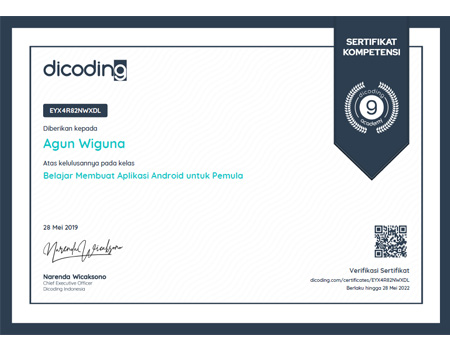 SERTIFIKAT
KOMPETENSI
dicoding
dicoding
9
academy
EYX4R82NWXDL
Diberikan kepada
Agun Wiguna
Atas kelulusannya pada kelas
Belajar Membuat Aplikasi Android untuk Pemula
28 Mei 2019
Narenda Wicaksono
Narenda Wicaksono
Chief Executive Officer
Dicoding Indonesia
Verifikasi Sertifikat
dicoding.com/certificates/EYX4R82NWXDL
Berlaku hingga 28 Mei 2022